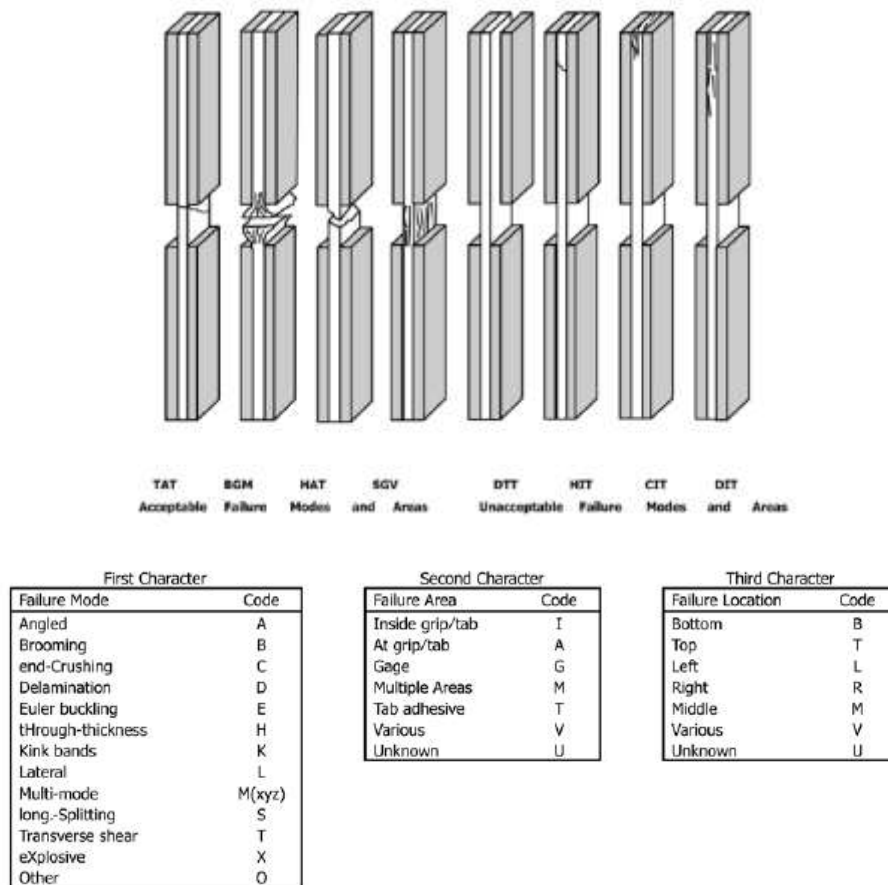 TAT BGM HAT SGV DTT HIT CIT DIT
Acceptable Failure Modes and Areas Unacceptable Failure Modes and Areas
First Character
Failure Mode Code
Angled A
Brooming B
end-Crushing C
Delamination D
Euler buckling E
tHrough-thickness H
Kink bands K
Lateral L
Multi-mode M(xyz)
long.-Splitting S
Transverse shear T
eXplosive X
Other O
Second Character
Failure Area Code
Inside grip/tab I
At grip/tab A
Gage G
Multiple Areas M
Tab adhesive T
Various V
Unknown U
Third Character
Failure Location Code
Bottom B
Top T
Left L
Right R
Middle M
Various V
Unknown U